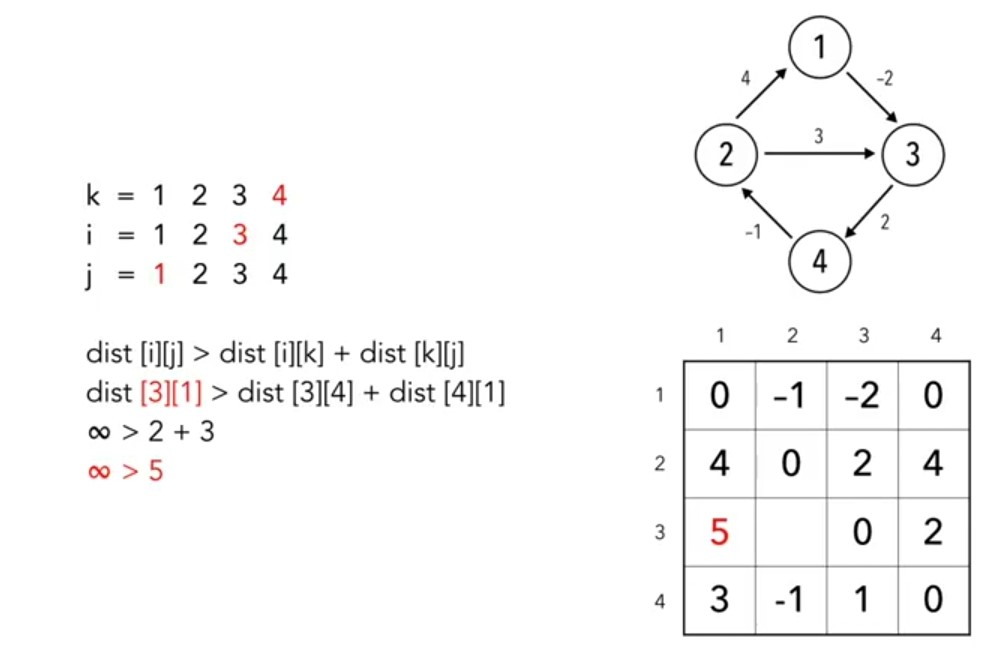 k = 1 2 3 4
i = 1 2 3 4
j = 1 2 3 4
dist [i][j] > dist [i][k] + dist [k][j]
dist [3][1] > dist [3][4] + dist [4][1]
∞ > 2 + 3
∞ > 5
1
4
-2
2
3
3
-1
2
4
1 2 3 4
1 0 -1 -2 0
2 4 0 2 4
3 5 0 2
4 3 -1 1 0